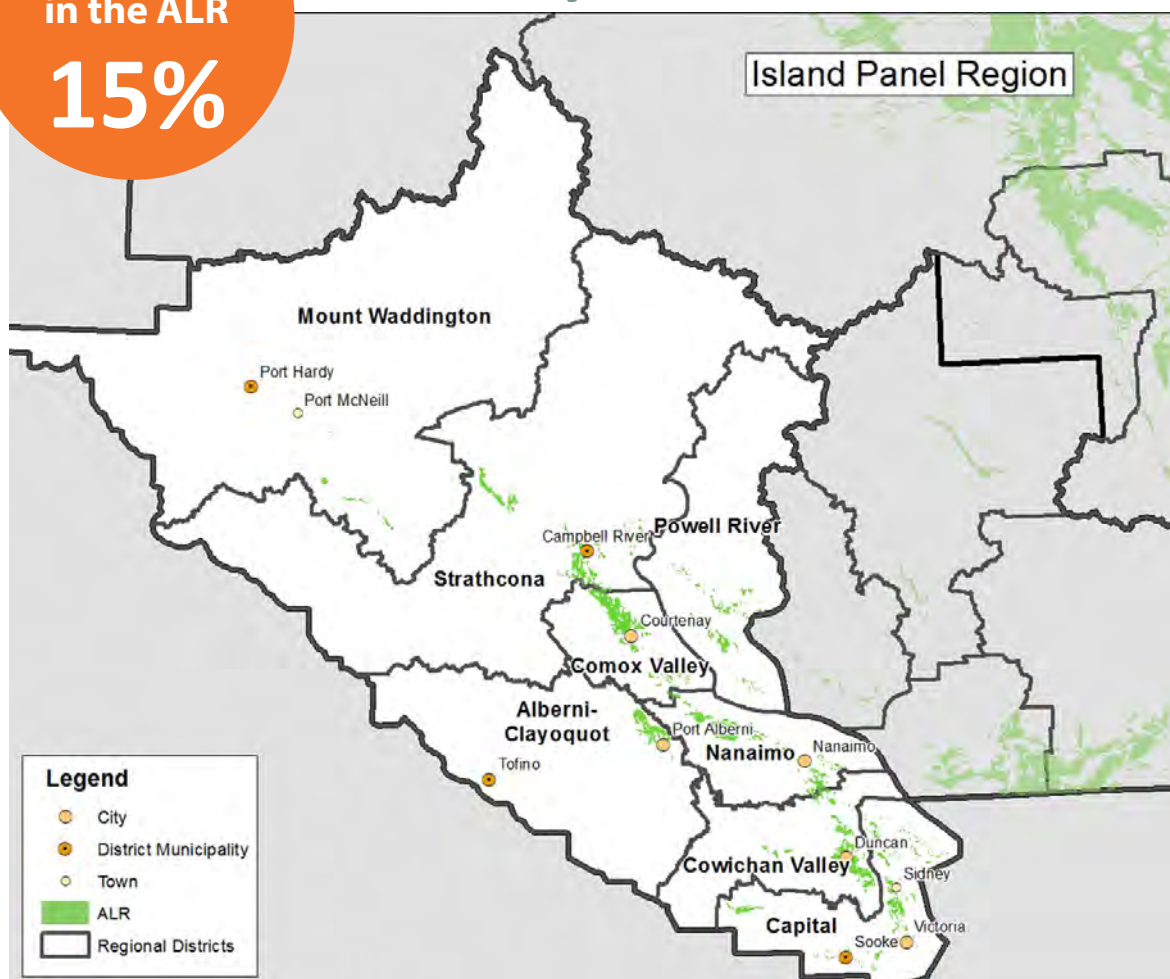 in the ALR
15%
Island Panel Region
Mount Waddington
Port Hardy
Port McNeill
Powell River
Campbell River
Strathcona
Courtenay
Comox Valley
Alberni-
Clayoquot
Port Alberni
Nanaimo
Nanaimo
Tofino
Duncan
Cowichan Valley
Sidney
Capital
Victoria
Sooke
Legend
City
District Municipality
Town
ALR
Regional Districts